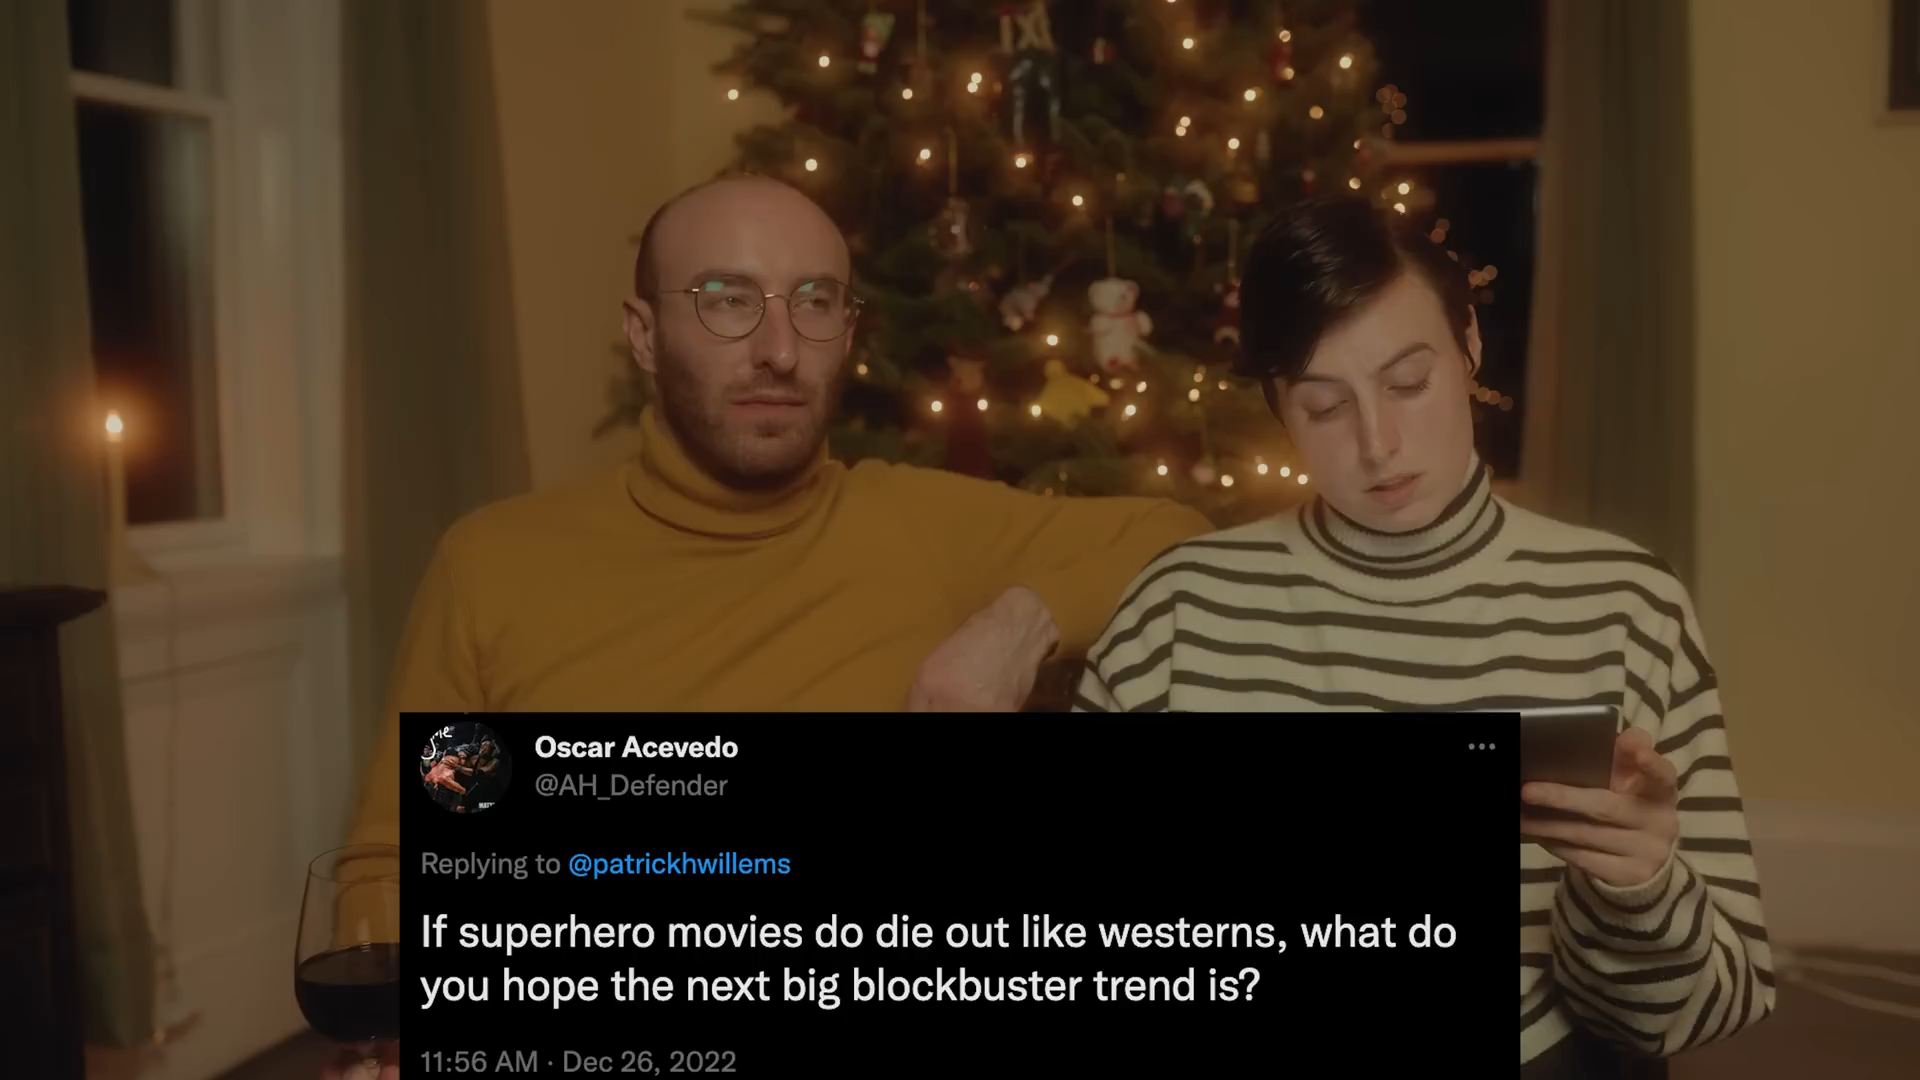 Oscar Acevedo
@AH_Defender
Replying to @patrickhwillems
If superhero movies do die out like westerns, what do
you hope the next big blockbuster trend is?
11:56 AM · Dec 26, 2022